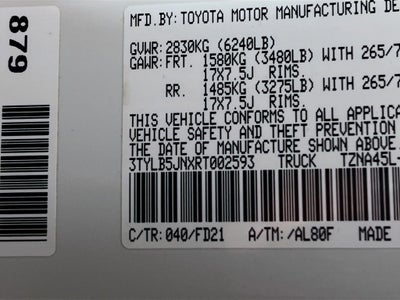 879
MFD.BY:TOYOTA MOTOR MANUFACTURING DE
GVWR:2830KG (6240LB)
GAWR:FRT. 1580KG (3480LB) WITH 265/7
17X7.5J RIMS.
RR. 1485KG (3275LB) WITH 265/7
17X7.5J RIMS.
THIS VEHICLE CONFORMS TO ALL APPLICA
VEHICLE SAFETY AND THEFT PREVENTION
THE DATE OF MANUFACTURE SHOWN ABOVE.
3TYLB5JNXRT002593 TRUCK TZNA45L-
C/TR:040/FD21 A/TM:/AL80F MADE